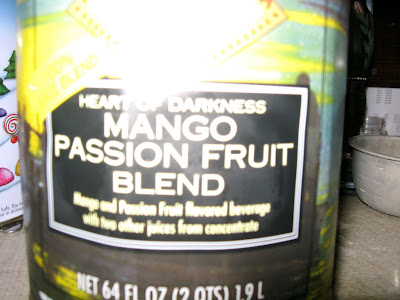 HEART OF DARKNESS
MANGO
PASSION FRUIT
BLEND
Mango and Passion Fruit flavored beverage
with two other juices from concentrate
NET 64 FL OZ (2 QTS) 1.9 L